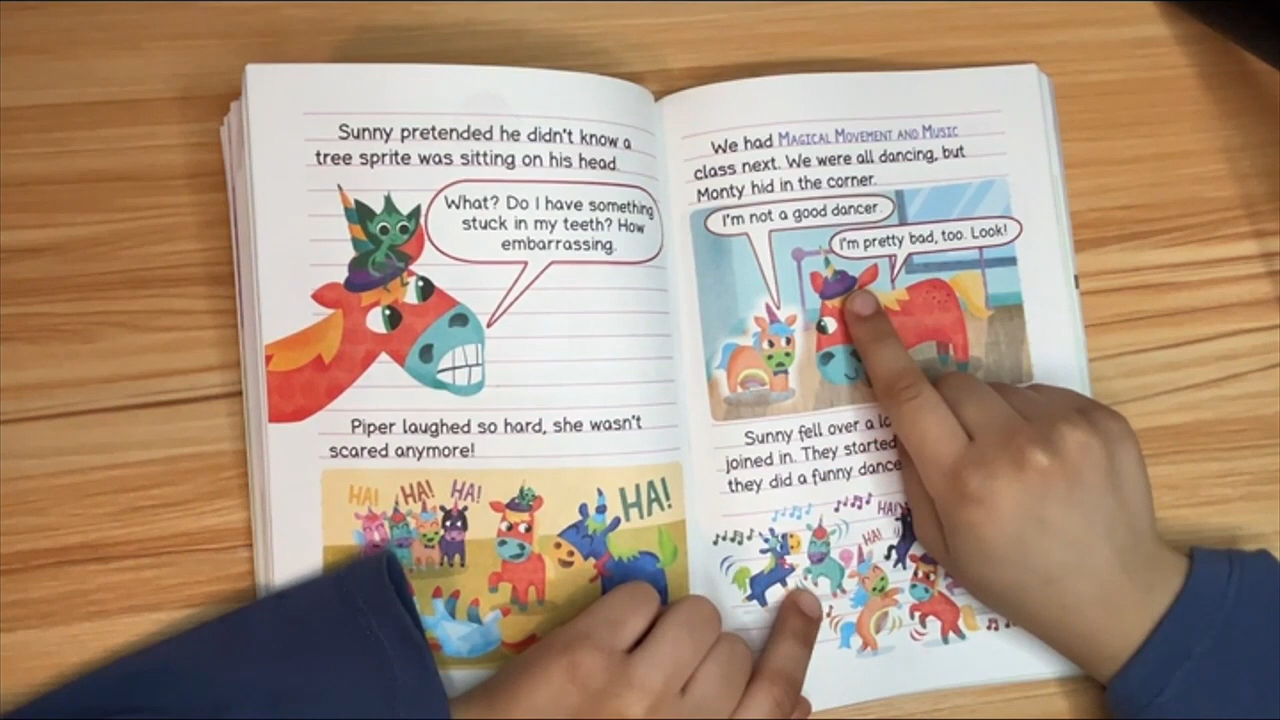 Sunny pretended he didn't know a
tree sprite was sitting on his head.
What? Do I have something
stuck in my teeth? How
embarrassing.
Piper laughed so hard, she wasn't
scared anymore!
HA! HA! HA! HA!
We had MAGICAL MOVEMENT AND MUSIC
class next. We were all dancing, but
Monty hid in the corner.
I'm not a good dancer.
I'm pretty bad, too. Look!
Sunny fell over a
joined in. They started
they did a funny dance
HA!
HA!